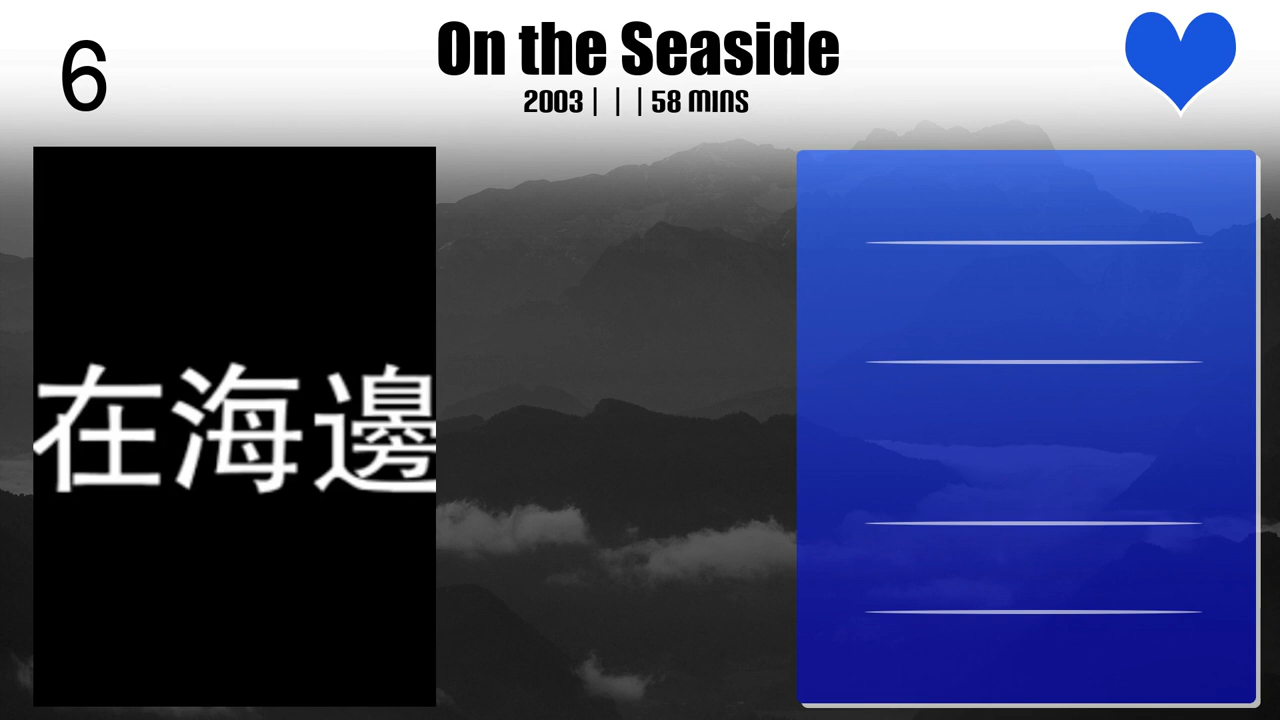 6
On the Seaside
2003 | | | 58 MINS
在海邊